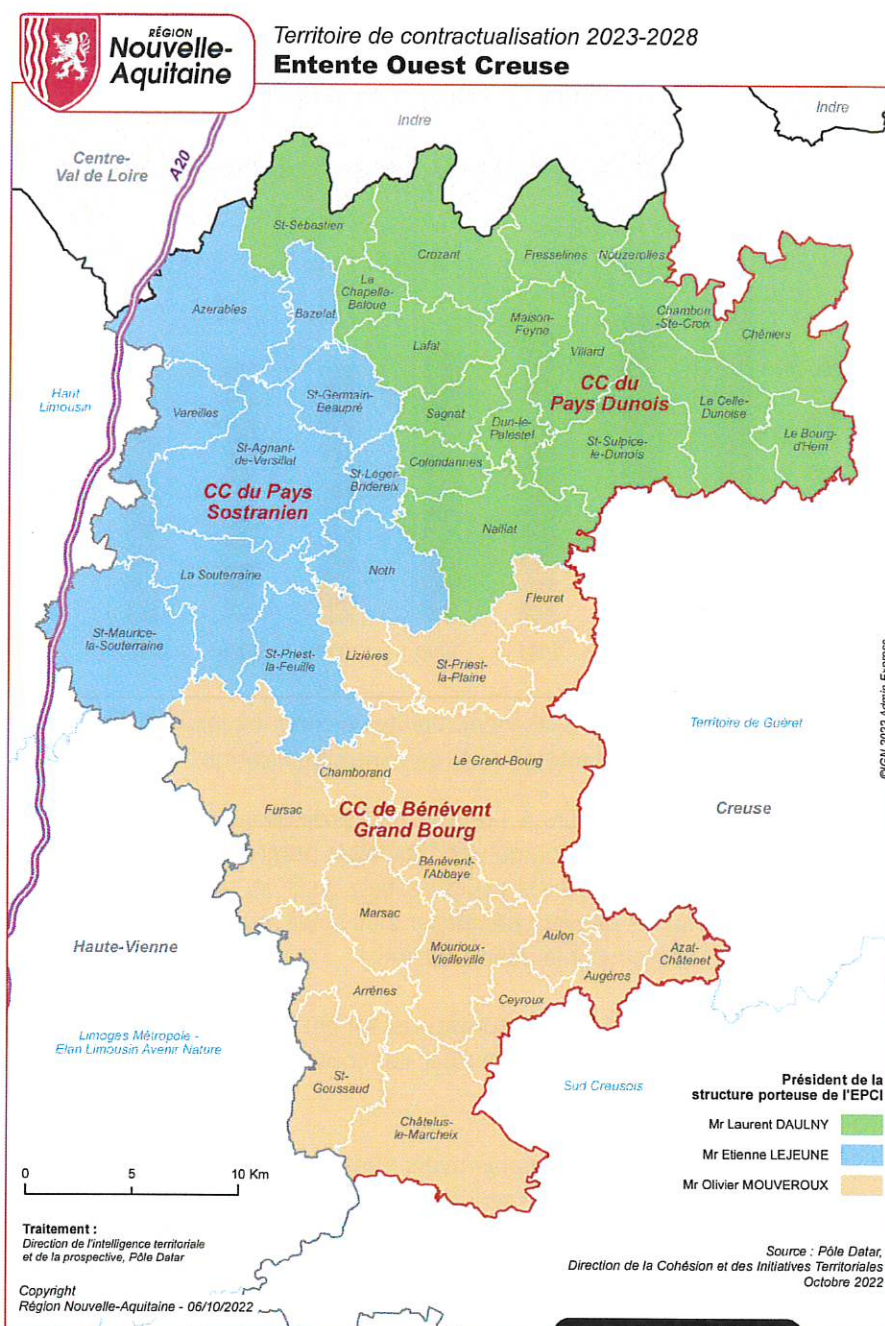 RÉGION
Nouvelle-
Aquitaine
Territoire de contractualisation 2023-2028
Entente Ouest Creuse
Indre
Indre
Centre-
Val de Loire
A20
St-Sébastien
Crozant
Fresselines
Nouzerolles
La
Chapelle-
Baloue
Azerables
Bazelat
Maison-
Feyne
Chambon
-Ste-Croix
Chéniers
Lafat
Villard
Haut
Limousin
CC du
Pays Dunois
St-Germain-
Beaupré
Vareilles
Sagnat
Dun-le-
Palestel
La Celle-
Dunoise
Le Bourg-
d'Hem
St-Agnant-
de-Versillat
St-Sulpice-
le-Dunois
Colondannes
St-Léger-
Bridereix
CC du Pays
Sostranien
Naillat
La Souterraine
Noth
Fleurat
St-Maurice-
la-Souterraine
St-Priest-
la-Feuille
Lizières
St-Priest-
la-Plaine
Territoire de Guéret
©IGN 2022 Admin Express
Le Grand-Bourg
Chamborand
Creuse
Fursac
CC de Bénévent
Grand Bourg
Bénévent-
l'Abbaye
Marsac
Haute-Vienne
Mourioux-
Vieilleville
Aulon
Azat-
Châtenet
Augères
Arrènes
Ceyroux
Limoges Métropole -
Elan Limousin Avenir Nature
St-
Goussaud
Sud Creusois
Châtelus-
le-Marcheix
Président de la
structure porteuse de l'EPCI
Mr Laurent DAULNY
Mr Etienne LEJEUNE
Mr Olivier MOUVEROUX
0 5 10 Km
Traitement :
Direction de l'intelligence territoriale
et de la prospective, Pôle Datar
Source : Pôle Datar,
Direction de la Cohésion et des Initiatives Territoriales
Octobre 2022
Copyright
Région Nouvelle-Aquitaine - 06/10/2022